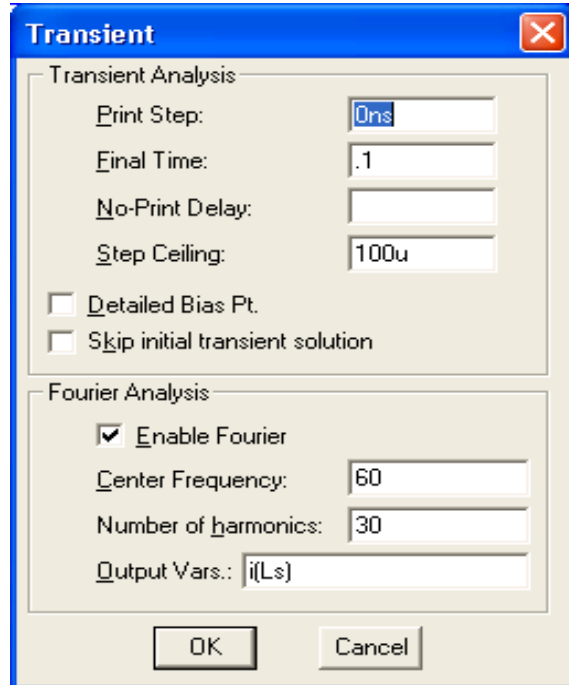 Transient
Transient Analysis
Print Step: 0ns
Final Time: .1
No-Print Delay:
Step Ceiling: 100u
Detailed Bias Pt.
Skip initial transient solution
Fourier Analysis
Enable Fourier
Center Frequency: 60
Number of harmonics: 30
Output Vars.: i(Ls)
OK Cancel